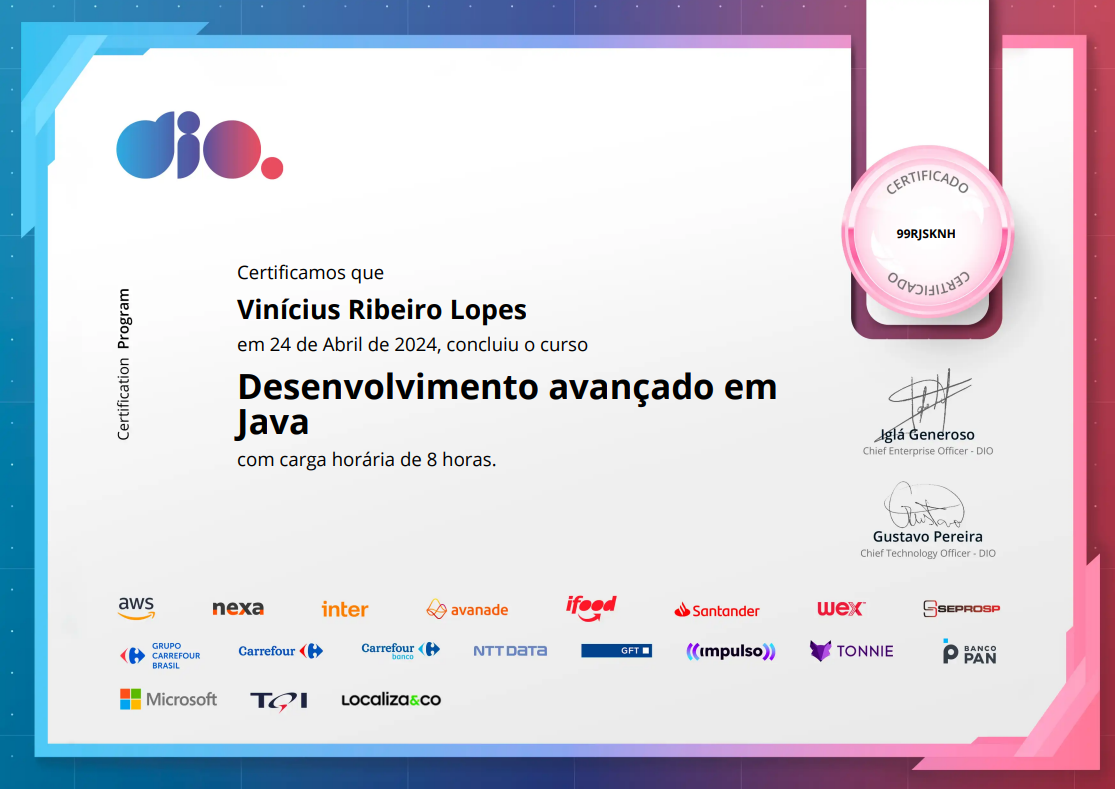 dio.
CERTIFICADO
99RJSKNH
CERTIFICADO
Certification Program
Certificamos que
Vinícius Ribeiro Lopes
em 24 de Abril de 2024, concluiu o curso
Desenvolvimento avançado em
Java
com carga horária de 8 horas.
Iglá Generoso
Chief Enterprise Officer - DIO
Gustavo Pereira
Chief Technology Officer - DIO
aws nexa inter avanade ifood Santander wex SEPROSP
GRUPO
CARREFOUR
BRASIL
Carrefour Carrefour
banco
NTT DATA GFT impulso TONNIE BANCO
PAN
Microsoft TQI Localiza&co